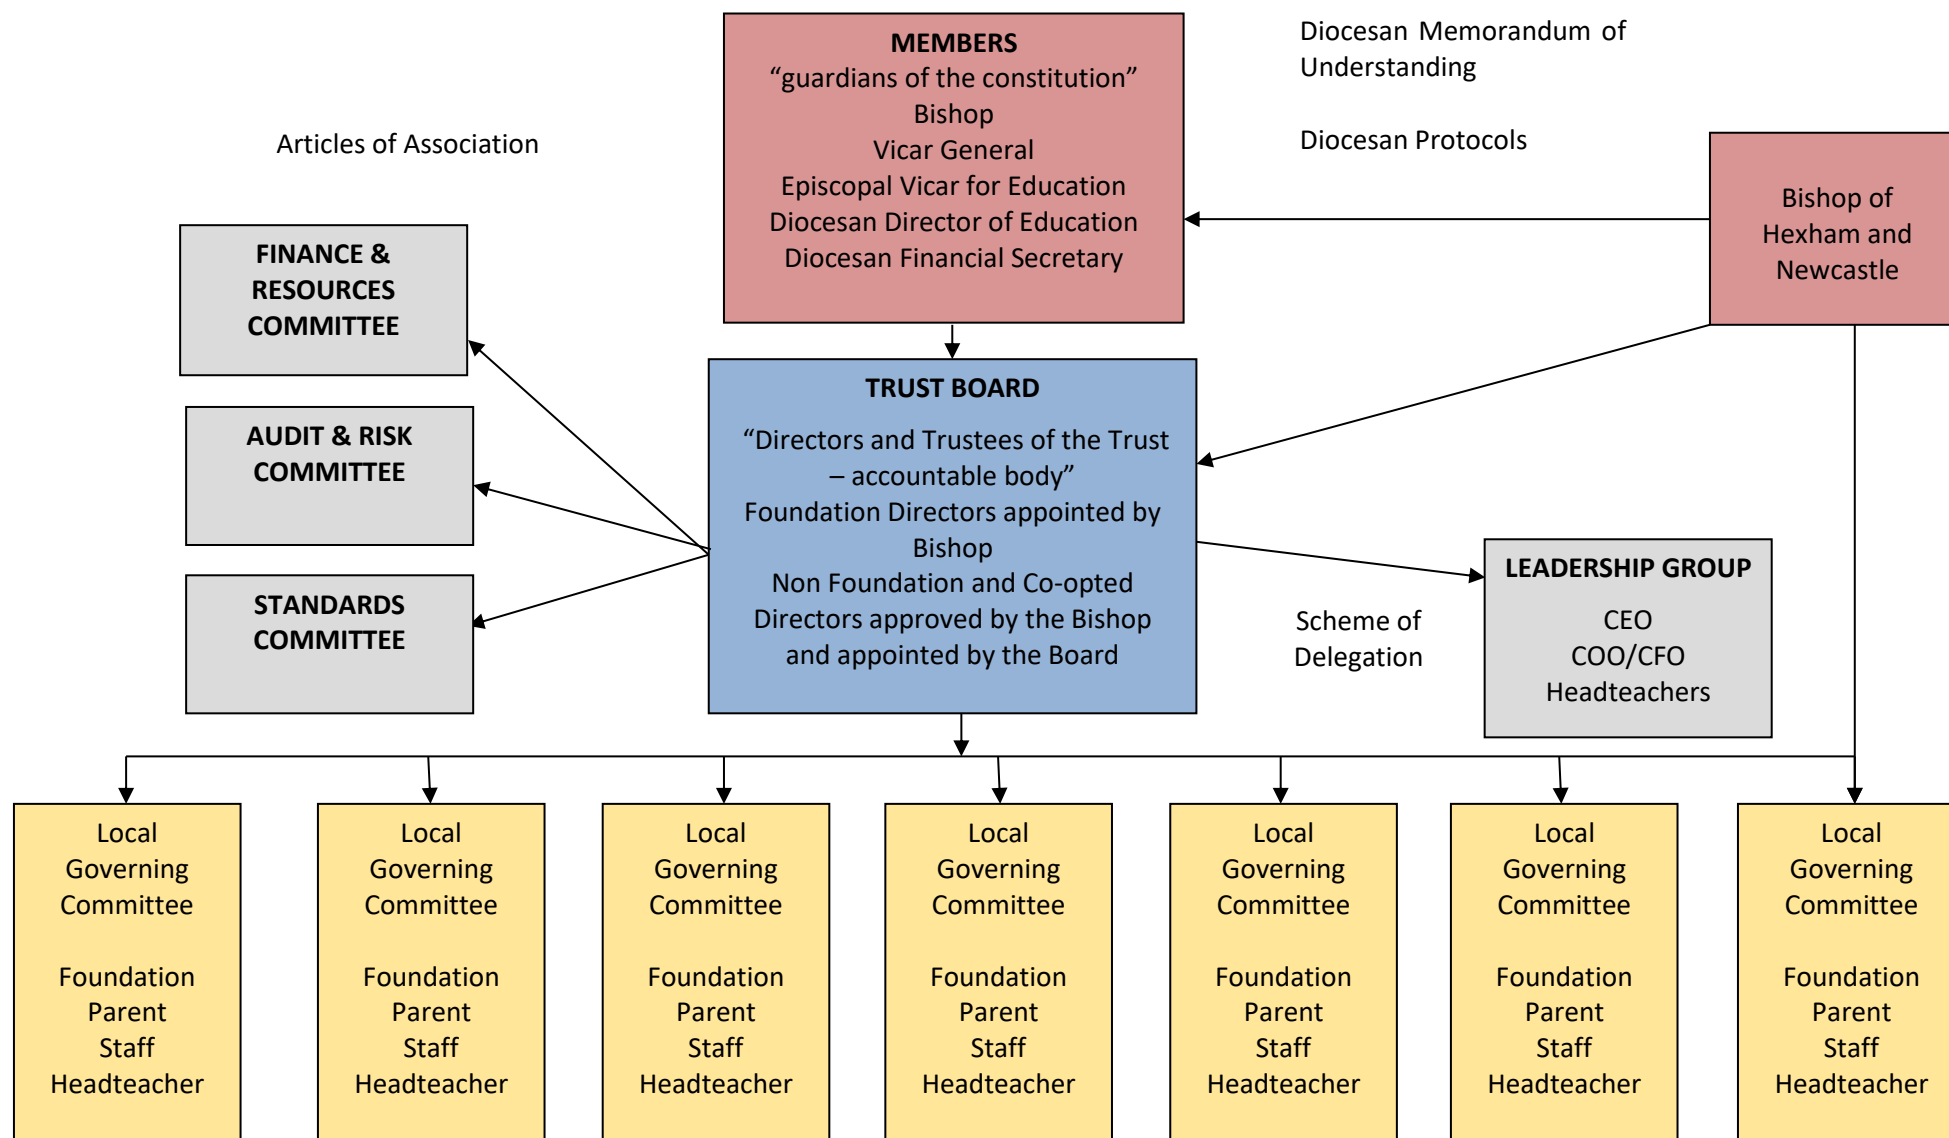 MEMBERS
“guardians of the constitution”
Bishop
Vicar General
Episcopal Vicar for Education
Diocesan Director of Education
Diocesan Financial Secretary
Diocesan Memorandum of
Understanding
Diocesan Protocols
Articles of Association
Bishop of
Hexham and
Newcastle
FINANCE &
RESOURCES
COMMITTEE
AUDIT & RISK
COMMITTEE
STANDARDS
COMMITTEE
TRUST BOARD
“Directors and Trustees of the Trust
– accountable body”
Foundation Directors appointed by
Bishop
Non Foundation and Co-opted
Directors approved by the Bishop
and appointed by the Board
Scheme of
Delegation
LEADERSHIP GROUP
CEO
COO/CFO
Headteachers
Local
Governing
Committee
Foundation
Parent
Staff
Headteacher
Local
Governing
Committee
Foundation
Parent
Staff
Headteacher
Local
Governing
Committee
Foundation
Parent
Staff
Headteacher
Local
Governing
Committee
Foundation
Parent
Staff
Headteacher
Local
Governing
Committee
Foundation
Parent
Staff
Headteacher
Local
Governing
Committee
Foundation
Parent
Staff
Headteacher
Local
Governing
Committee
Foundation
Parent
Staff
Headteacher